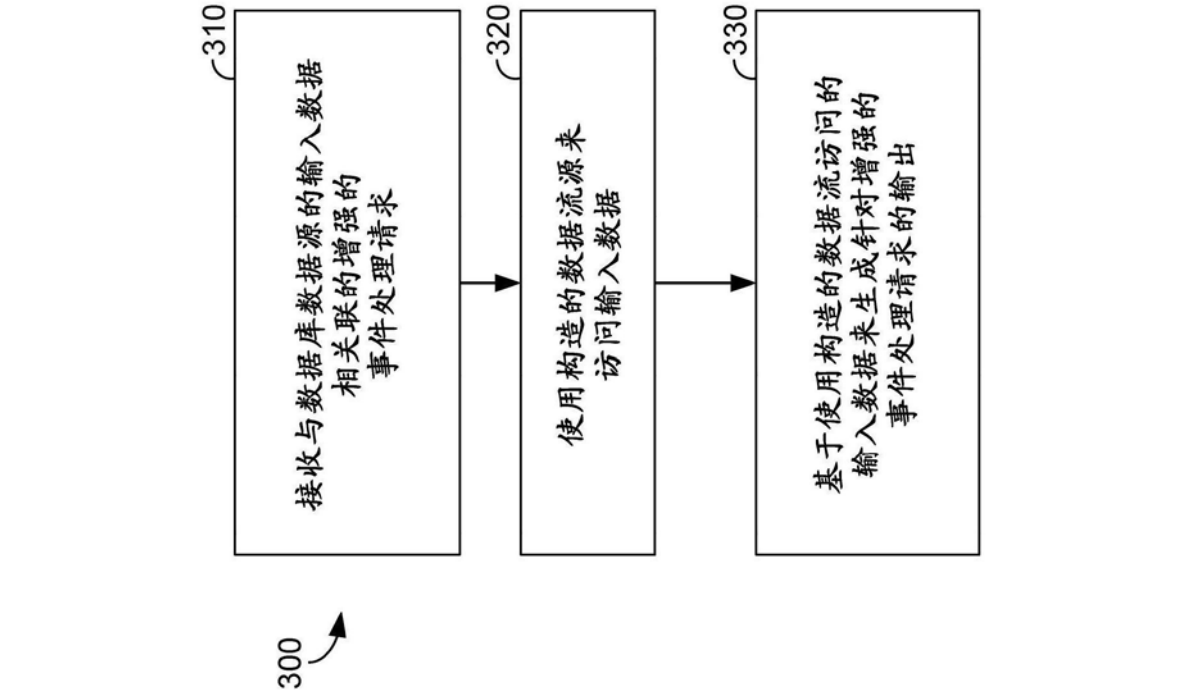 300
310
接收与数据库数据源的输入数据
相关联的增强的
事件处理请求
320
使用构造的数据流源来
访问输入数据
330
基于使用构造的数据流访问的
输入数据来生成针对增强的
事件处理请求的输出